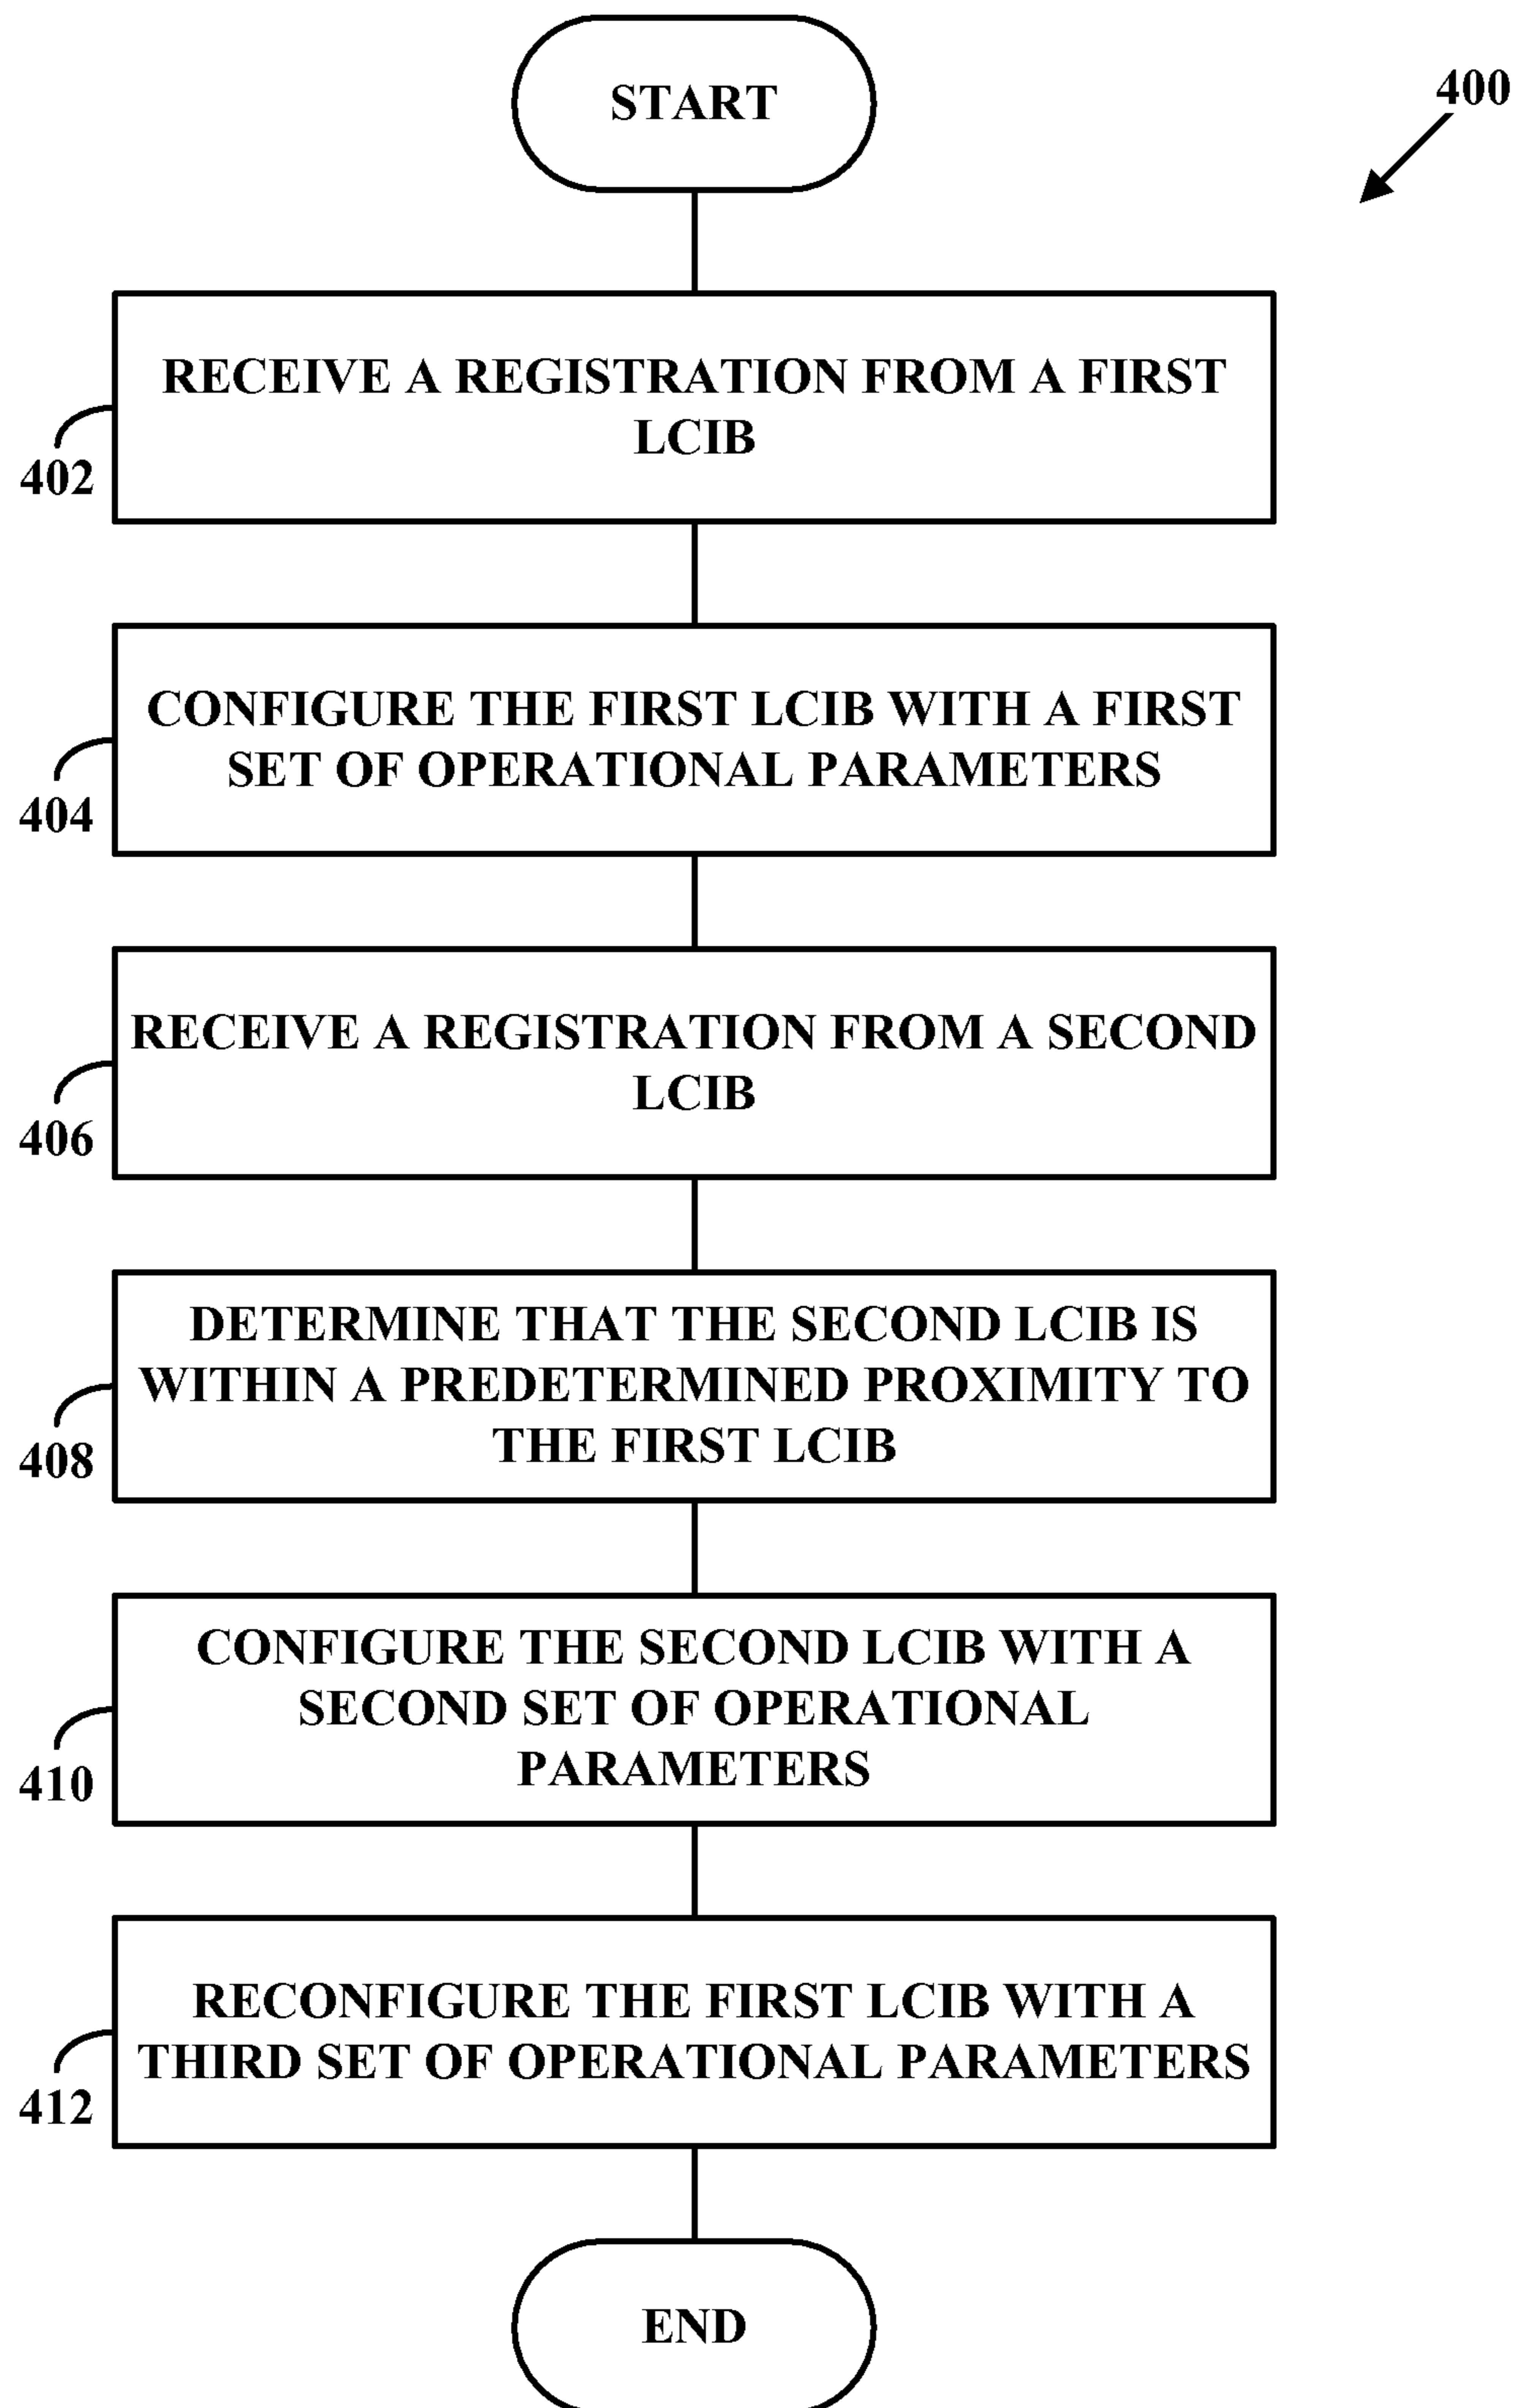 START
400
RECEIVE A REGISTRATION FROM A FIRST
LCIB
402
CONFIGURE THE FIRST LCIB WITH A FIRST
SET OF OPERATIONAL PARAMETERS
404
RECEIVE A REGISTRATION FROM A SECOND
LCIB
406
DETERMINE THAT THE SECOND LCIB IS
WITHIN A PREDETERMINED PROXIMITY TO
THE FIRST LCIB
408
CONFIGURE THE SECOND LCIB WITH A
SECOND SET OF OPERATIONAL
PARAMETERS
410
RECONFIGURE THE FIRST LCIB WITH A
THIRD SET OF OPERATIONAL PARAMETERS
412
END